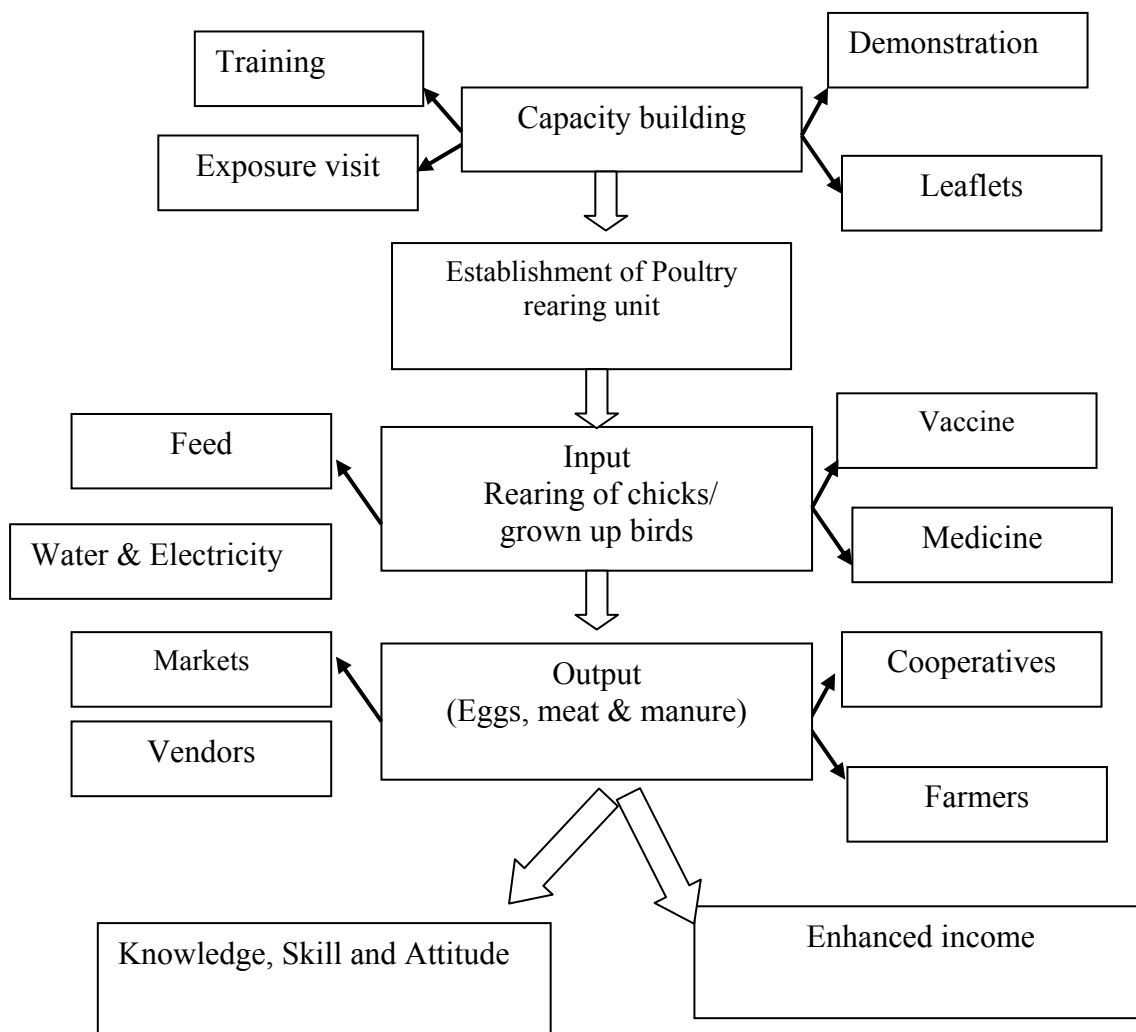 Training
Demonstration
Capacity building
Exposure visit
Leaflets
Establishment of Poultry
rearing unit
Feed
Input
Rearing of chicks/
grown up birds
Vaccine
Water & Electricity
Medicine
Markets
Output
(Eggs, meat & manure)
Cooperatives
Vendors
Farmers
Knowledge, Skill and Attitude
Enhanced income